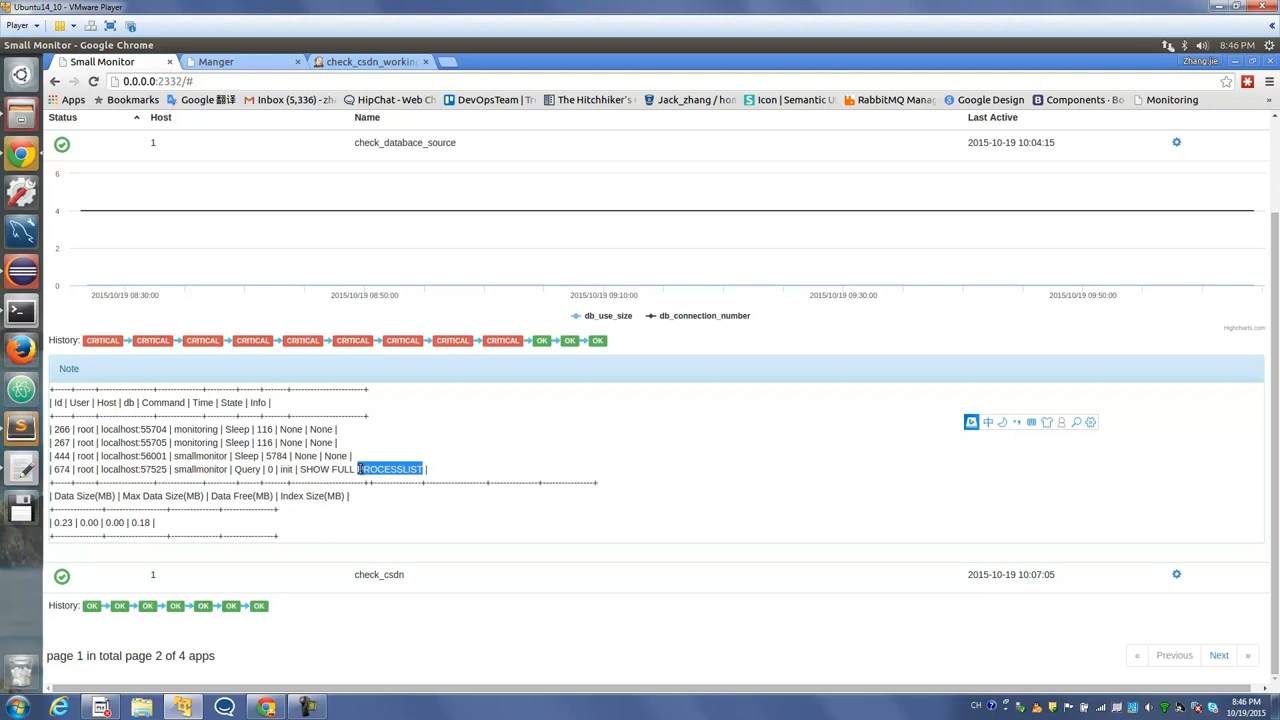 Ubuntu14_10 - VMware Player
Player
Small Monitor - Google Chrome
8:46 PM
Small Monitor
Manger
check_csdn_workin
Zhang jie
0.0.0.0:2332/#
Apps
Bookmarks
Google 翻译
Inbox (5,336) - zh
HipChat - Web C
DevOpsTeam | Tr
The Hitchhiker's
Jack_zhang / hom
Icon | Semantic U
RabbitMQ Manag
Google Design
Components · Bo
Monitoring
Status Host Name Last Active
1 check_databace_source 2015-10-19 10:04:15
6
4
2
0
2015/10/19 08:30:00 2015/10/19 08:50:00 2015/10/19 09:10:00 2015/10/19 09:30:00 2015/10/19 09:50:00
db_use_size db_connection_number
Highcharts.com
History: CRITICAL CRITICAL CRITICAL CRITICAL CRITICAL CRITICAL CRITICAL CRITICAL CRITICAL OK OK OK
Note
| Id | User | Host | db | Command | Time | State | Info |
| 266 | root | localhost:55704 | monitoring | Sleep | 116 | None | None |
| 267 | root | localhost:55705 | monitoring | Sleep | 116 | None | None |
| 444 | root | localhost:56001 | smallmonitor | Sleep | 5784 | None | None |
| 674 | root | localhost:57525 | smallmonitor | Query | 0 | init | SHOW FULL PROCESSLIST |
| Data Size(MB) | Max Data Size(MB) | Data Free(MB) | Index Size(MB) |
| 0.23 | 0.00 | 0.00 | 0.18 |
中
1 check_csdn 2015-10-19 10:07:05
History: OK OK OK OK OK OK OK
page 1 in total page 2 of 4 apps
« Previous Next »
CH
8:46 PM
10/19/2015